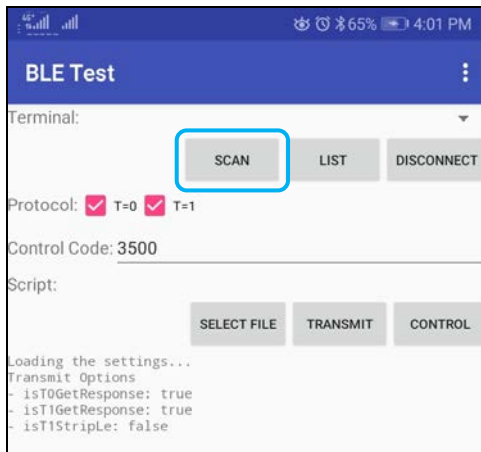 46+ 65% 4:01 PM
BLE Test
Terminal:
SCAN LIST DISCONNECT
Protocol: T=0 T=1
Control Code: 3500
Script:
SELECT FILE TRANSMIT CONTROL
Loading the settings...
Transmit Options
- isT0GetResponse: true
- isT1GetResponse: true
- isT1StripLe: false